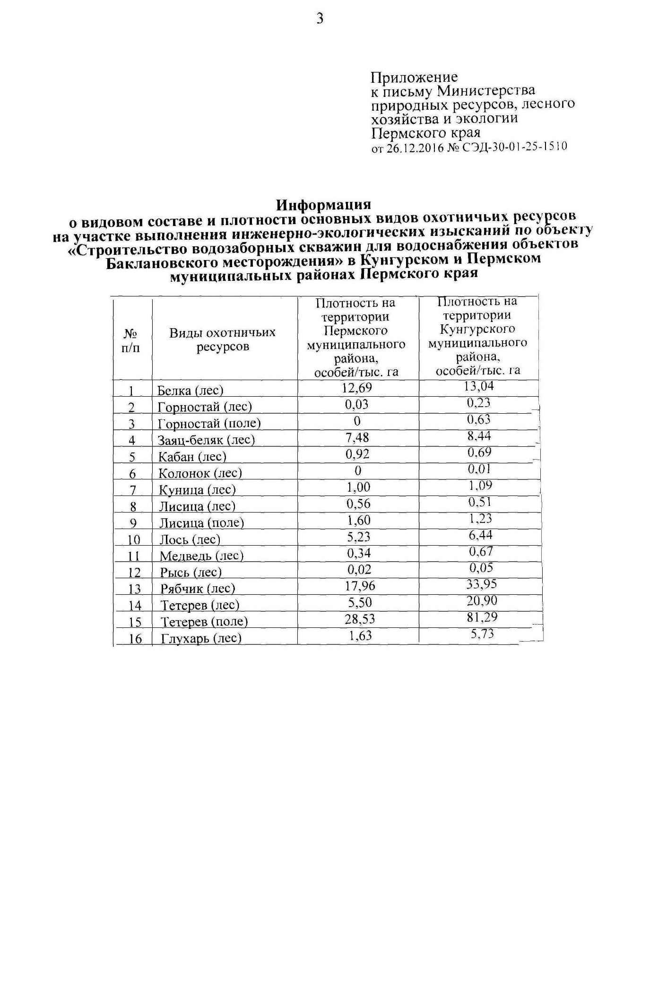 3
Приложение
к письму Министерства
природных ресурсов, лесного
хозяйства и экологии
Пермского края
от 26.12.2016 № СЭД-30-01-25-1510
Информация
о видовом составе и плотности основных видов охотничьих ресурсов
на участке выполнения инженерно-экологических изысканий по объекту
«Строительство водозаборных скважин для водоснабжения объектов
Баклановского месторождения» в Кунгурском и Пермском
муниципальных районах Пермского края
№ п/п Виды охотничьих ресурсов Плотность на территории Пермского муниципального района, особей/тыс. га Плотность на территории Кунгурского муниципального района, особей/тыс. га
1 Белка (лес) 12,69 13,04
2 Горностай (лес) 0,03 0,23
3 Горностай (поле) 0 0,63
4 Заяц-беляк (лес) 7,48 8,44
5 Кабан (лес) 0,92 0,69
6 Колонок (лес) 0 0,01
7 Куница (лес) 1,00 1,09
8 Лисица (лес) 0,56 0,51
9 Лисица (поле) 1,60 1,23
10 Лось (лес) 5,23 6,44
11 Медведь (лес) 0,34 0,67
12 Рысь (лес) 0,02 0,05
13 Рябчик (лес) 17,96 33,95
14 Тетерев (лес) 5,50 20,90
15 Тетерев (поле) 28,53 81,29
16 Глухарь (лес) 1,63 5,73